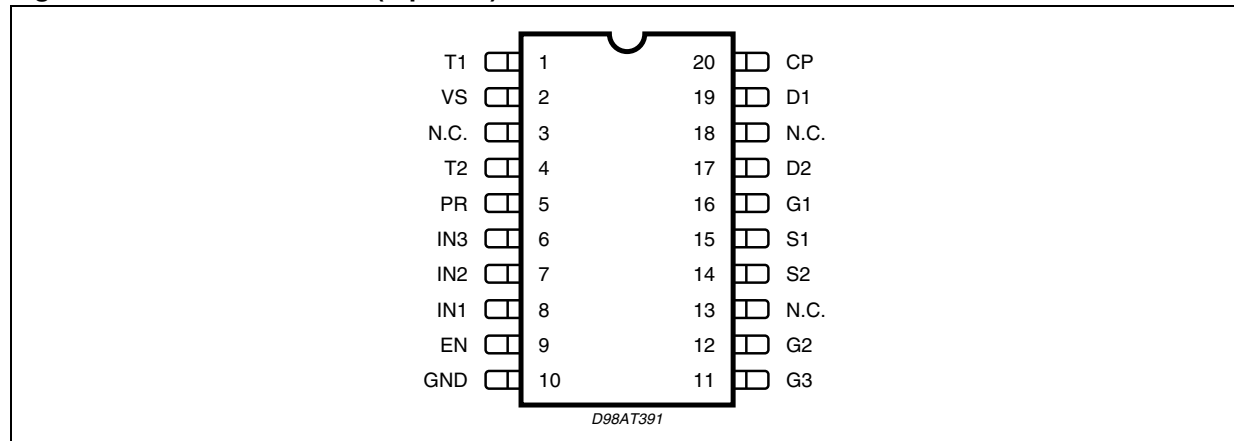 T1 1 20 CP
VS 2 19 D1
N.C. 3 18 N.C.
T2 4 17 D2
PR 5 16 G1
IN3 6 15 S1
IN2 7 14 S2
IN1 8 13 N.C.
EN 9 12 G2
GND 10 11 G3
D98AT391